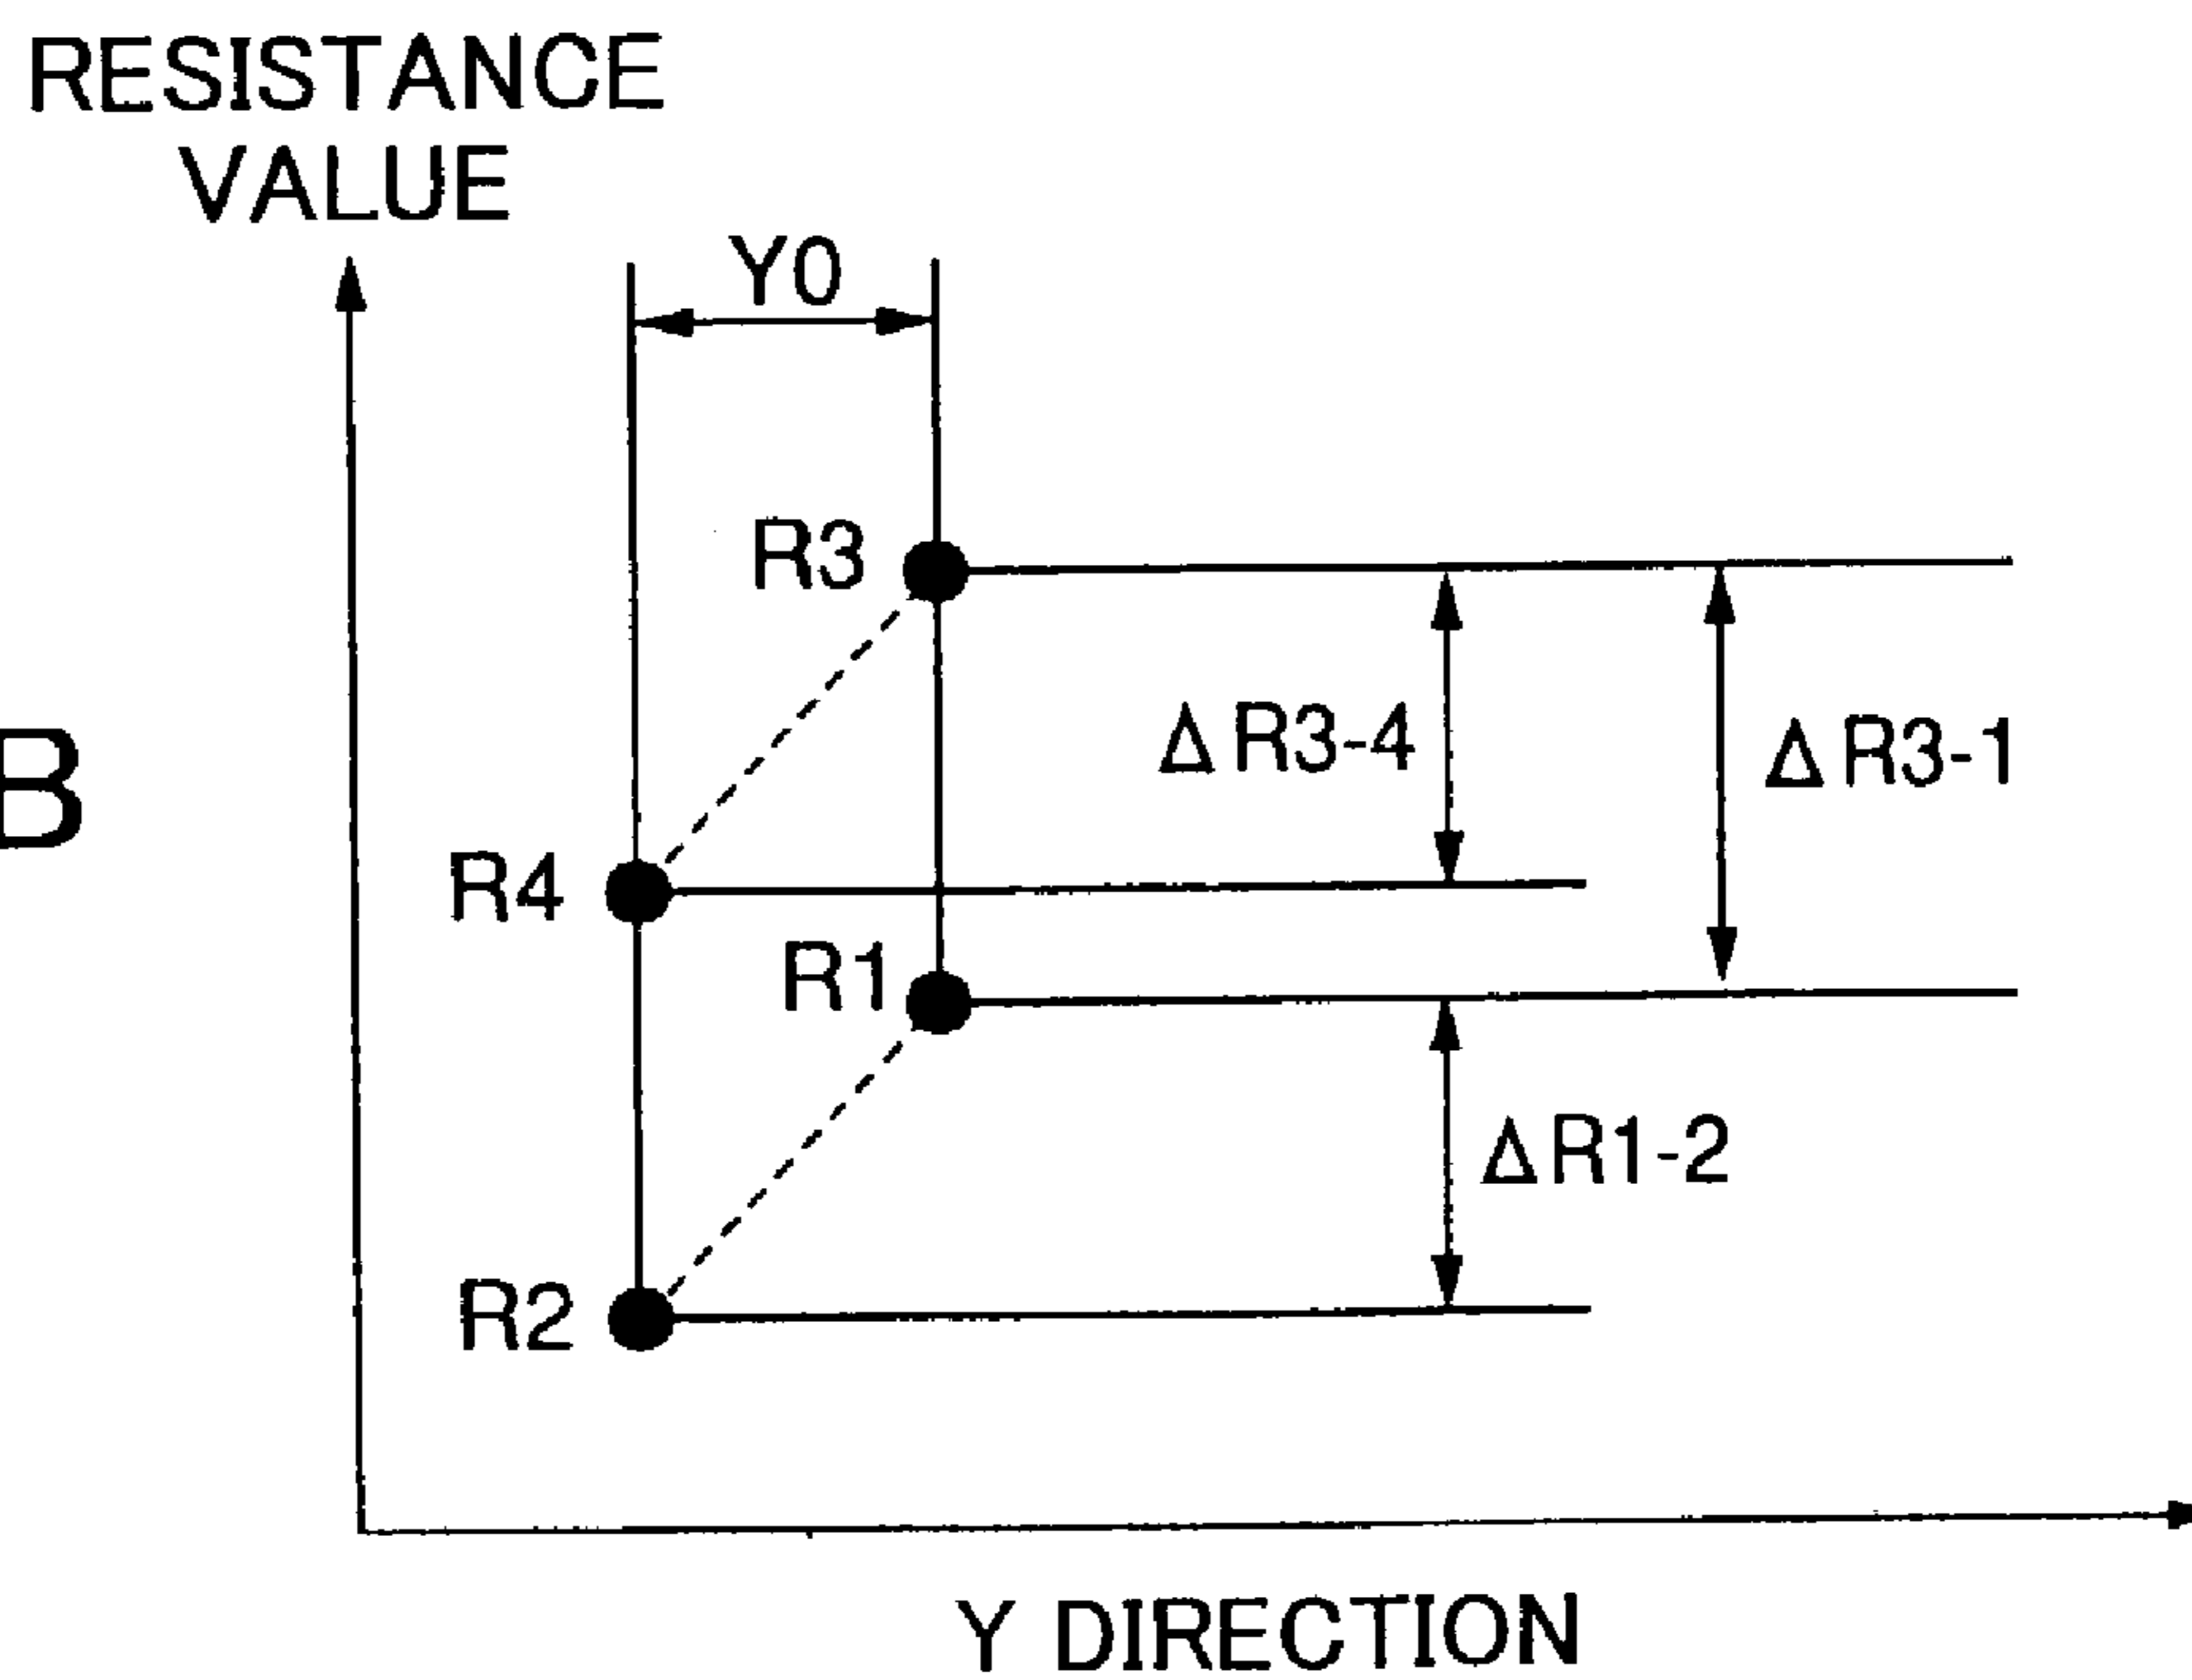 RESISTANCE
VALUE
Y0
R3
ΔR3-4
ΔR3-1
B
R4
R1
ΔR1-2
R2
Y DIRECTION